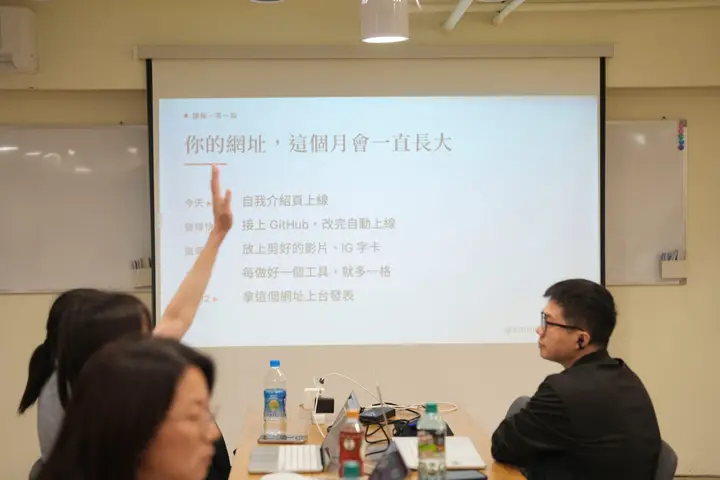 你的網址，這個月會一直長大
今天 自我介紹頁上線
接上 GitHub，改完自動上線
放上剪好的影片、IG 字卡
每做好一個工具，就多一格
拿這個網址上台發表